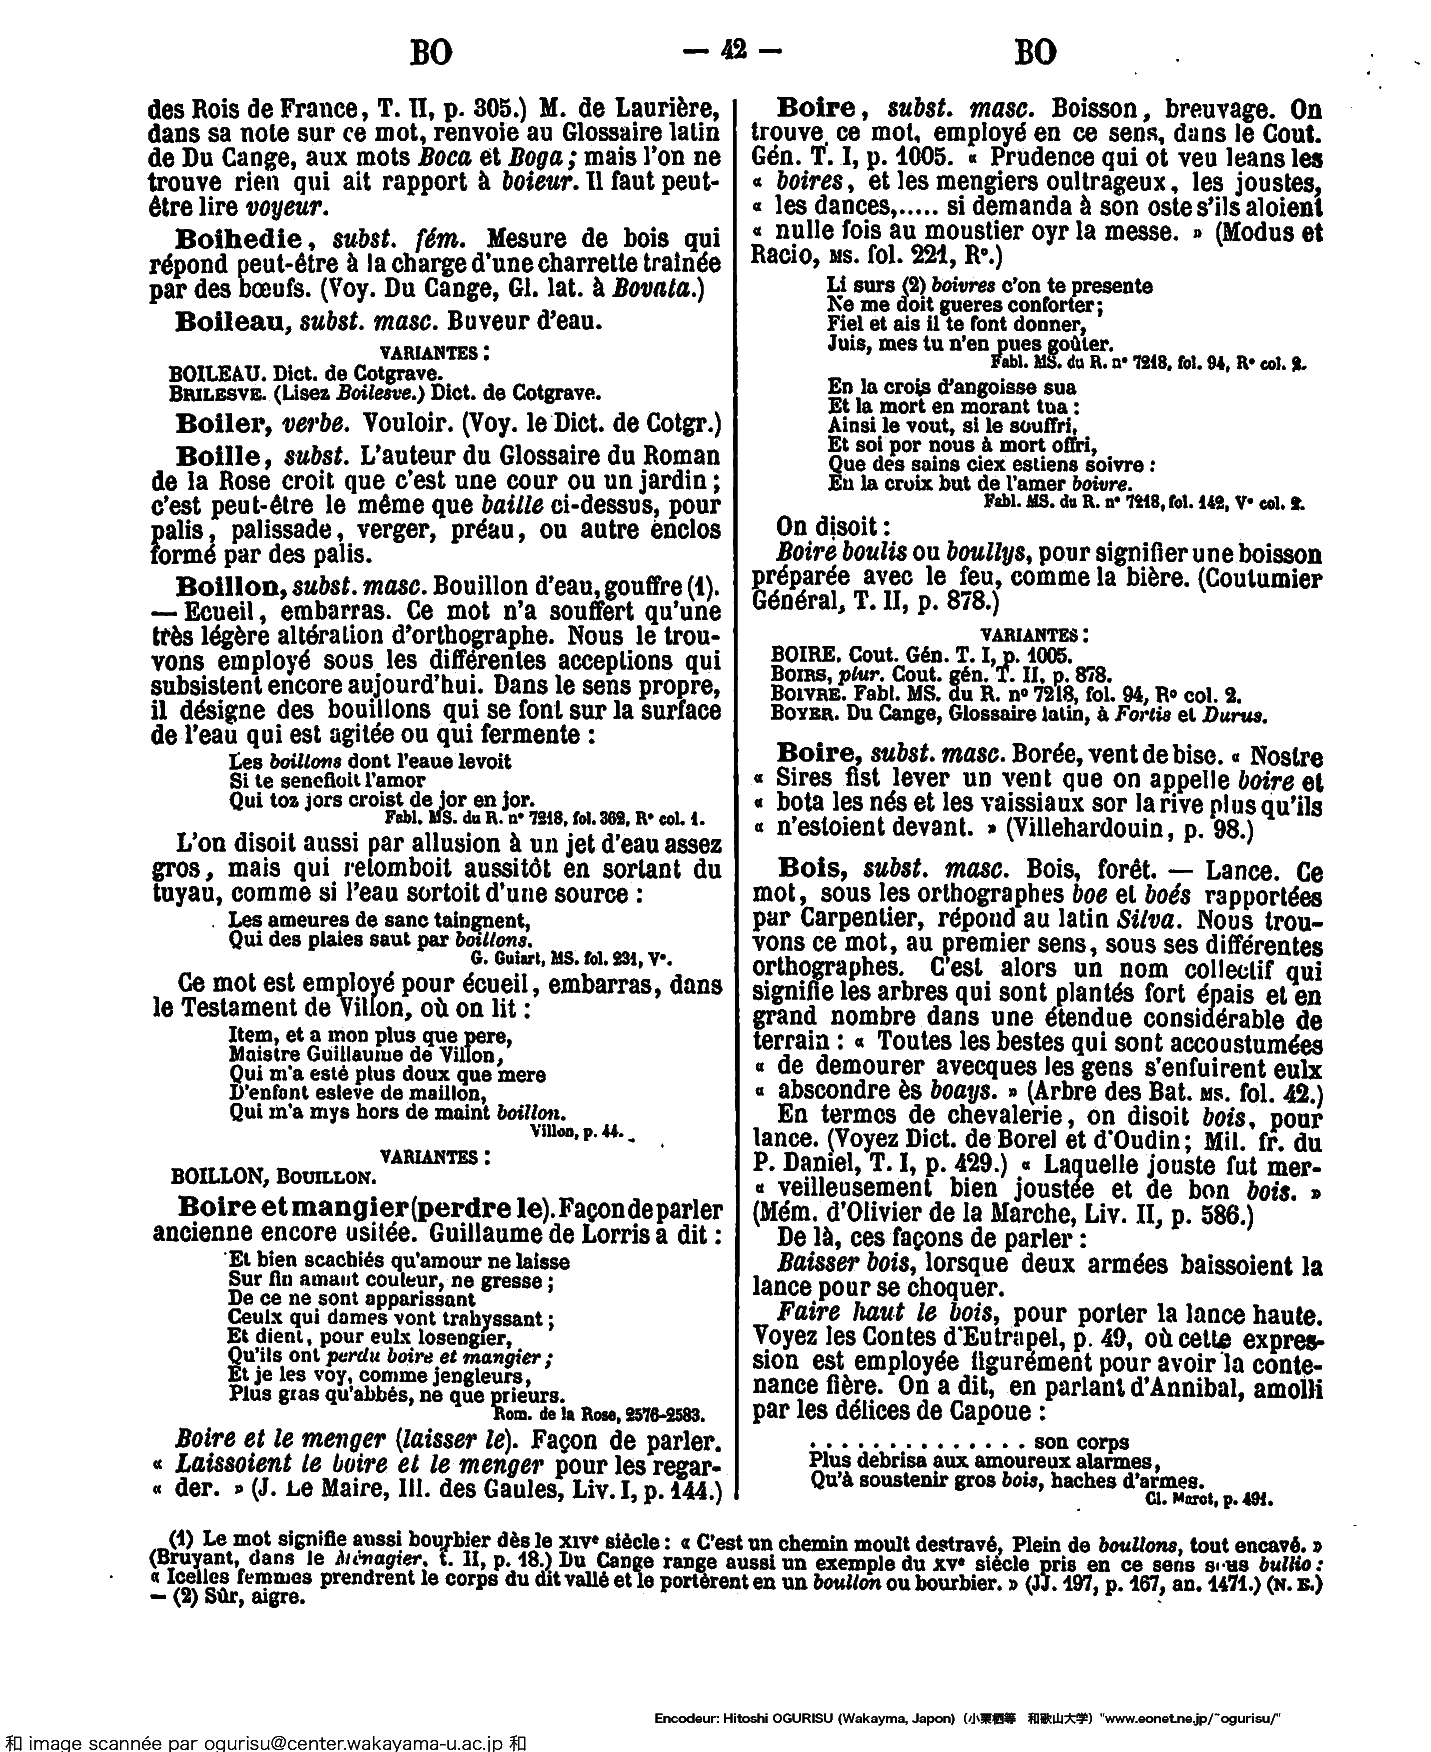 BO — 42 — BO
des Rois de France, T. II, p. 305.) M. de Laurière,
dans sa note sur ce mot, renvoie au Glossaire latin
de Du Cange, aux mots Boca et Boga ; mais l'on ne
trouve rien qui ait rapport à boieur. Il faut peut-
être lire voyeur.
Boihedie, subst. fém. Mesure de bois qui
répond peut-être à la charge d'une charrette traînée
par des bœufs. (Voy. Du Cange, Gl. lat. à Bovata.)
Boileau, subst. masc. Buveur d'eau.
VARIANTES :
BOILEAU. Dict. de Cotgrave.
BRILESVE. (Lisez Boilesve.) Dict. de Cotgrave.
Boiler, verbe. Vouloir. (Voy. le Dict. de Cotgr.)
Boille, subst. L'auteur du Glossaire du Roman
de la Rose croit que c'est une cour ou un jardin ;
c'est peut-être le même que baille ci-dessus, pour
palis, palissade, verger, préau, ou autre enclos
formé par des palis.
Boillon, subst. masc. Bouillon d'eau, gouffre (1).
— Ecueil, embarras. Ce mot n'a souffert qu'une
très légère altération d'orthographe. Nous le trou-
vons employé sous les différentes acceptions qui
subsistent encore aujourd'hui. Dans le sens propre,
il désigne des bouillons qui se font sur la surface
de l'eau qui est agitée ou qui fermente :
Les boillons dont l'eaue levoit
Si te senefioit l'amor
Qui toz jors croist de jor en jor.
Fabl. MS. du R. n° 7218, fol. 362, R° col. 1.
L'on disoit aussi par allusion à un jet d'eau assez
gros, mais qui retomboit aussitôt en sortant du
tuyau, comme si l'eau sortoit d'une source :
Les ameures de sanc taingnent,
Qui des plaies saut par boillons.
G. Guiart, MS. fol. 231, V°.
Ce mot est employé pour écueil, embarras, dans
le Testament de Villon, où on lit :
Item, et a mon plus que pere,
Maistre Guillaume de Villon,
Qui m'a esté plus doux que mere
D'enfant esleve de maillon,
Qui m'a mys hors de maint boillon.
Villon, p. 44.
VARIANTES :
BOILLON, BOUILLON.
Boire et mangier (perdre le). Façon de parler
ancienne encore usitée. Guillaume de Lorris a dit :
Et bien scachiés qu'amour ne laisse
Sur fin amant couleur, ne gresse ;
De ce ne sont apparissant
Ceulx qui dames vont trahyssant ;
Et dient, pour eulx losengier,
Qu'ils ont perdu boire et mangier ;
Et je les voy, comme jengleurs,
Plus gras qu'abbés, ne que prieurs.
Rom. de la Rose, 2576-2583.
Boire et le menger (laisser le). Façon de parler.
« Laissoient le boire et le menger pour les regar-
« der. » (J. Le Maire, Ill. des Gaules, Liv. I, p. 144.)
Boire, subst. masc. Boisson, breuvage. On
trouve ce mot, employé en ce sens, dans le Cout.
Gén. T. I, p. 1005. « Prudence qui ot veu leans les
« boires, et les mengiers oultrageux, les joustes,
« les dances,..... si demanda à son oste s'ils aloient
« nulle fois au moustier oyr la messe. » (Modus et
Racio, MS. fol. 221, R°.)
Li surs (2) boivres c'on te presente
Ne me doit gueres conforter ;
Fiel et ais il te font donner,
Juis, mes tu n'en pues goûter.
Fabl. MS. du R. n° 7218, fol. 94, R° col. 2.
En la crois d'angoisse sua
Et la mort en morant tua :
Ainsi le vout, si le souffri,
Et soi por nous à mort offri,
Que des sains ciex estiens soivre :
En la croix but de l'amer boivre.
Fabl. MS. du R. n° 7218, fol. 142, V° col. 2.
On disoit :
Boire boulis ou boullys, pour signifier une boisson
préparée avec le feu, comme la bière. (Coutumier
Général, T. II, p. 878.)
VARIANTES :
BOIRE. Cout. Gén. T. I, p. 1005.
BOIRS, plur. Cout. gén. T. II, p. 878.
BOIVRE. Fabl. MS. du R. n° 7218, fol. 94, R° col. 2.
BOYER. Du Cange, Glossaire latin, à Fortis et Durus.
Boire, subst. masc. Borée, vent de bise. « Nostre
« Sires fist lever un vent que on appelle boire et
« bota les nés et les vaissiaux sor la rive plus qu'ils
« n'estoient devant. » (Villehardouin, p. 98.)
Bois, subst. masc. Bois, forêt. — Lance. Ce
mot, sous les orthographes boe et boés rapportées
par Carpentier, répond au latin Silva. Nous trou-
vons ce mot, au premier sens, sous ses différentes
orthographes. C'est alors un nom collectif qui
signifie les arbres qui sont plantés fort épais et en
grand nombre dans une étendue considérable de
terrain : « Toutes les bestes qui sont accoustumées
« de demourer avecques les gens s'enfuirent eulx
« abscondre ès boays. » (Arbre des Bat. MS. fol. 42.)
En termes de chevalerie, on disoit bois, pour
lance. (Voyez Dict. de Borel et d'Oudin ; Mil. fr. du
P. Daniel, T. I, p. 429.) « Laquelle jouste fut mer-
« veilleusement bien joustée et de bon bois. »
(Mém. d'Olivier de la Marche, Liv. II, p. 586.)
De là, ces façons de parler :
Baisser bois, lorsque deux armées baissoient la
lance pour se choquer.
Faire haut le bois, pour porter la lance haute.
Voyez les Contes d'Eutrapel, p. 49, où cette expres-
sion est employée figurément pour avoir la conte-
nance fière. On a dit, en parlant d'Annibal, amolli
par les délices de Capoue :
. . . . . . . . . . . . . . son corps
Plus debrisa aux amoureux alarmes,
Qu'à soustenir gros bois, haches d'armes.
Cl. Marot, p. 491.
(1) Le mot signifie aussi bourbier dès le XIVe siècle : « C'est un chemin moult destravé, Plein de boullons, tout encavé. »
(Bruyant, dans le Ménagier, t. II, p. 18.) Du Cange range aussi un exemple du XVe siècle pris en ce sens sous bullio :
« Icelles femmes prendrent le corps du dit vallé et le portèrent en un boullon ou bourbier. » (JJ. 197, p. 167, an. 1471.) (N. E.)
— (2) Sûr, aigre.
Encodeur: Hitoshi OGURISU (Wakayma, Japon) (小栗栖等 和歌山大学) "www.eonet.ne.jp/~ogurisu/"
和 image scannée par ogurisu@center.wakayama-u.ac.jp 和